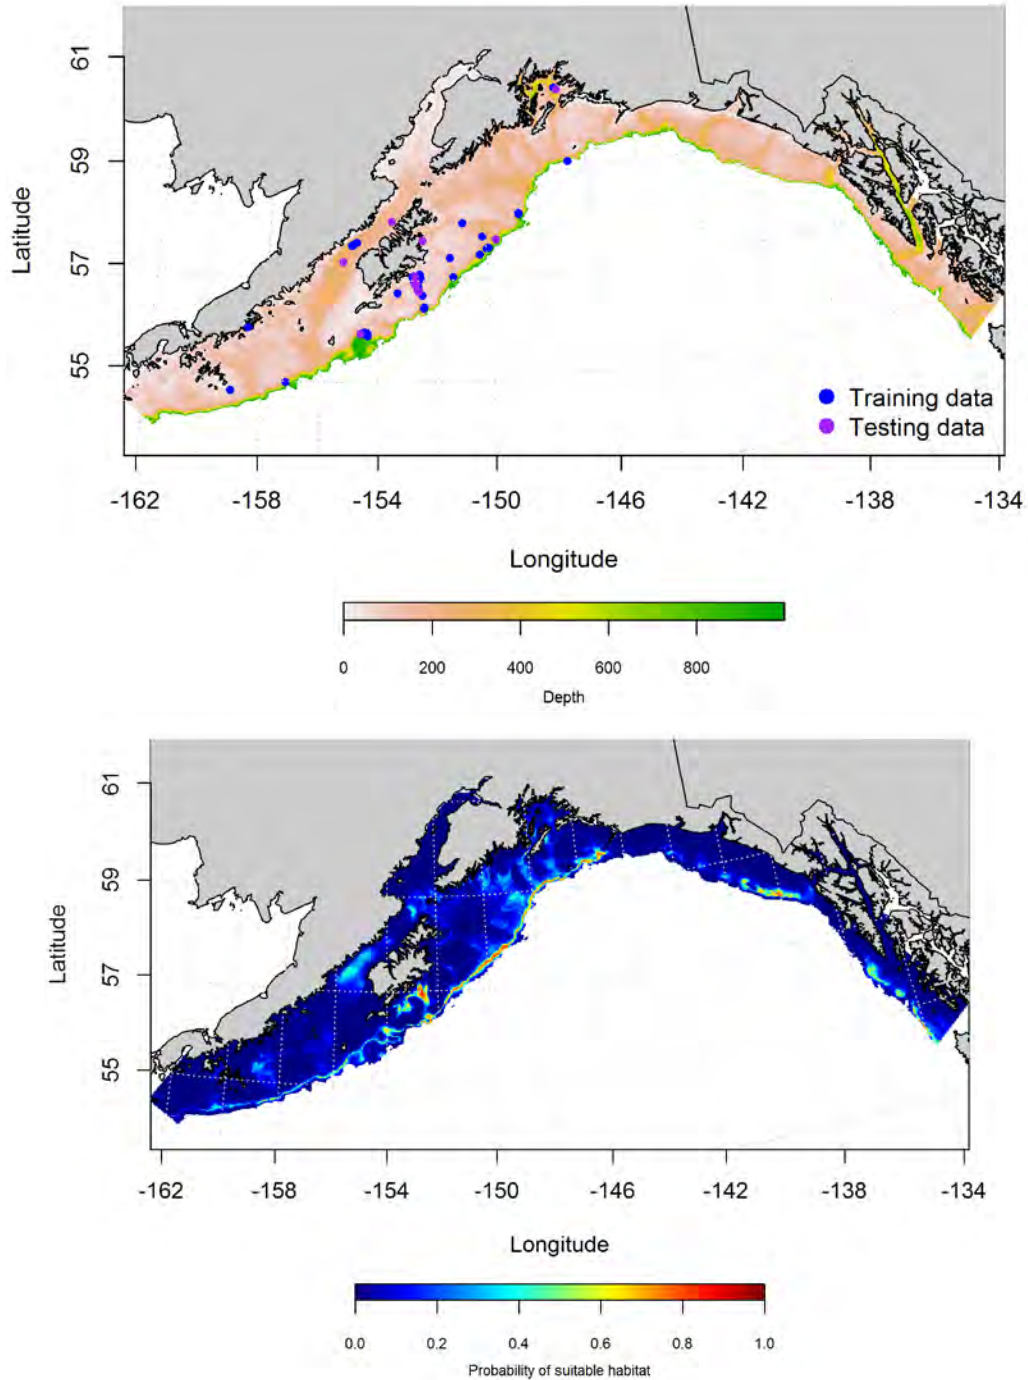 61
59
57
55
Latitude
Training data
Testing data
-162 -158 -154 -150 -146 -142 -138 -134
Longitude
0 200 400 600 800
Depth
61
59
57
55
Latitude
-162 -158 -154 -150 -146 -142 -138 -134
Longitude
0.0 0.2 0.4 0.6 0.8 1.0
Probability of suitable habitat